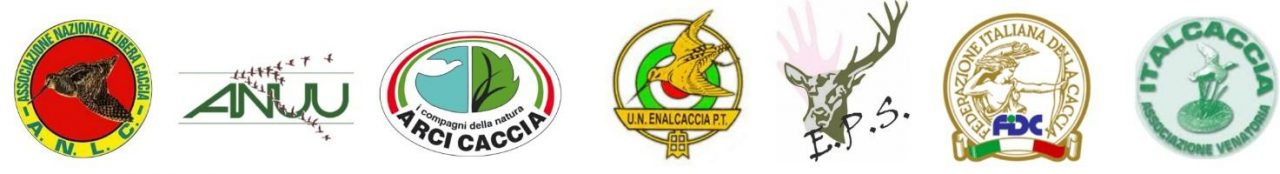 ASSOCIAZIONE NAZIONALE LIBERA CACCIA
- A. N. L. C. -
ANUU
i compagni della natura
ARCI CACCIA
U.N. ENALCACCIA P.T.
E.P.S.
FEDERAZIONE ITALIANA DELLA CACCIA
FIDC
ITALCACCIA
ASSOCIAZIONE VENATORIA